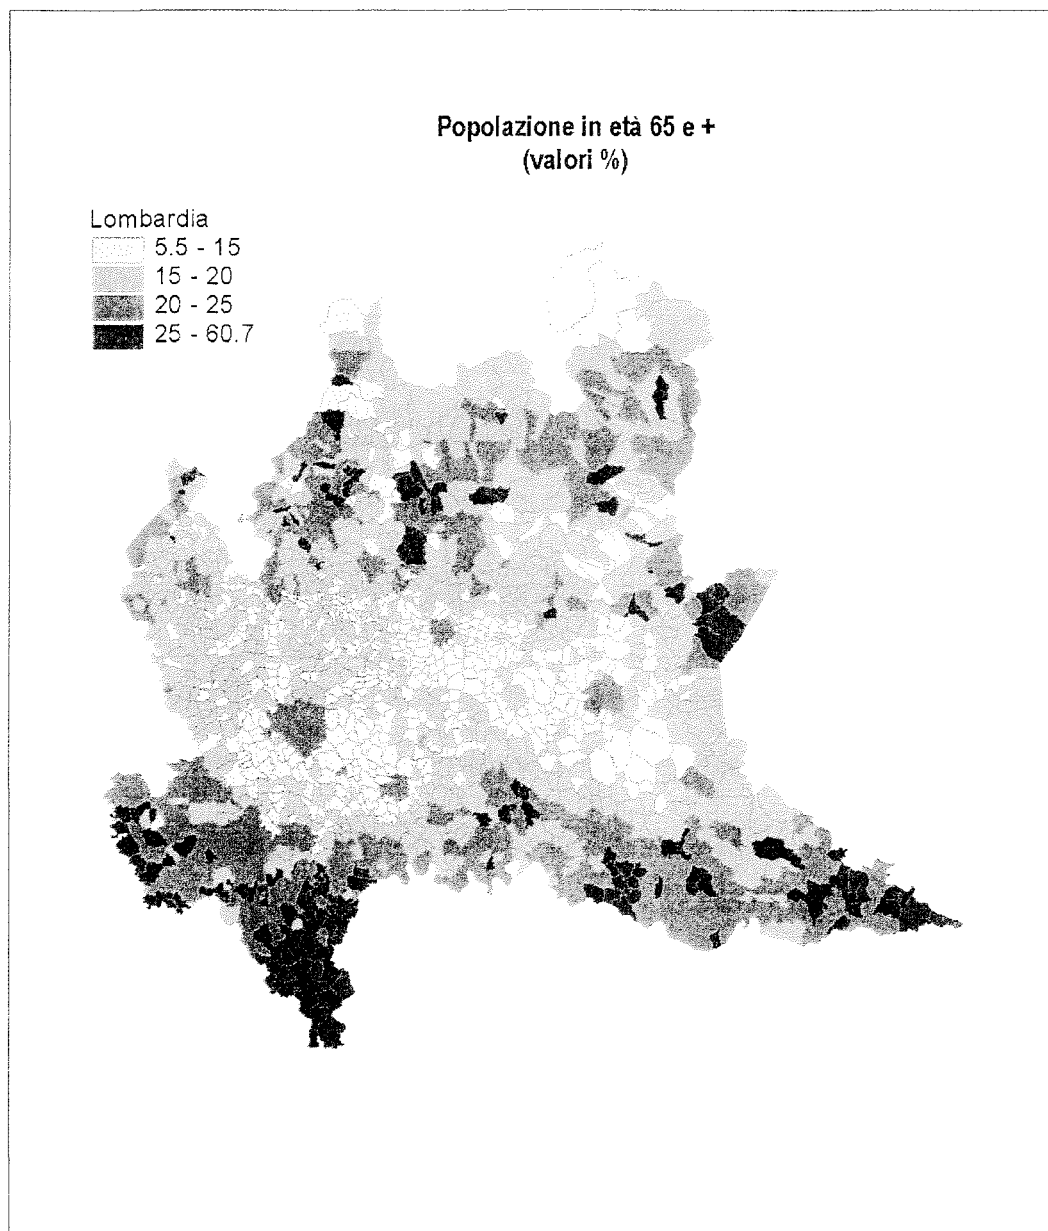 Popolazione in età 65 e +
(valori %)
Lombardia
5.5 - 15
15 - 20
20 - 25
25 - 60.7